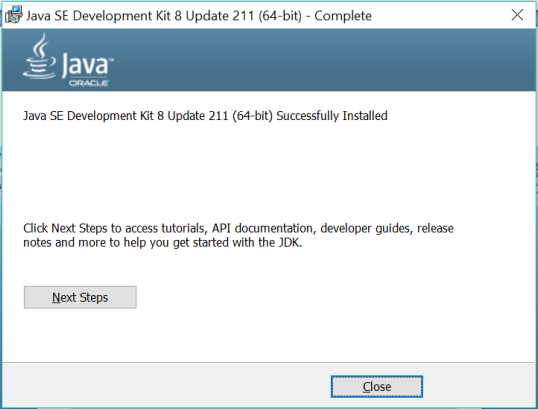 Java SE Development Kit 8 Update 211 (64-bit) - Complete
Java™
ORACLE
Java SE Development Kit 8 Update 211 (64-bit) Successfully Installed
Click Next Steps to access tutorials, API documentation, developer guides, release
notes and more to help you get started with the JDK.
Next Steps
Close